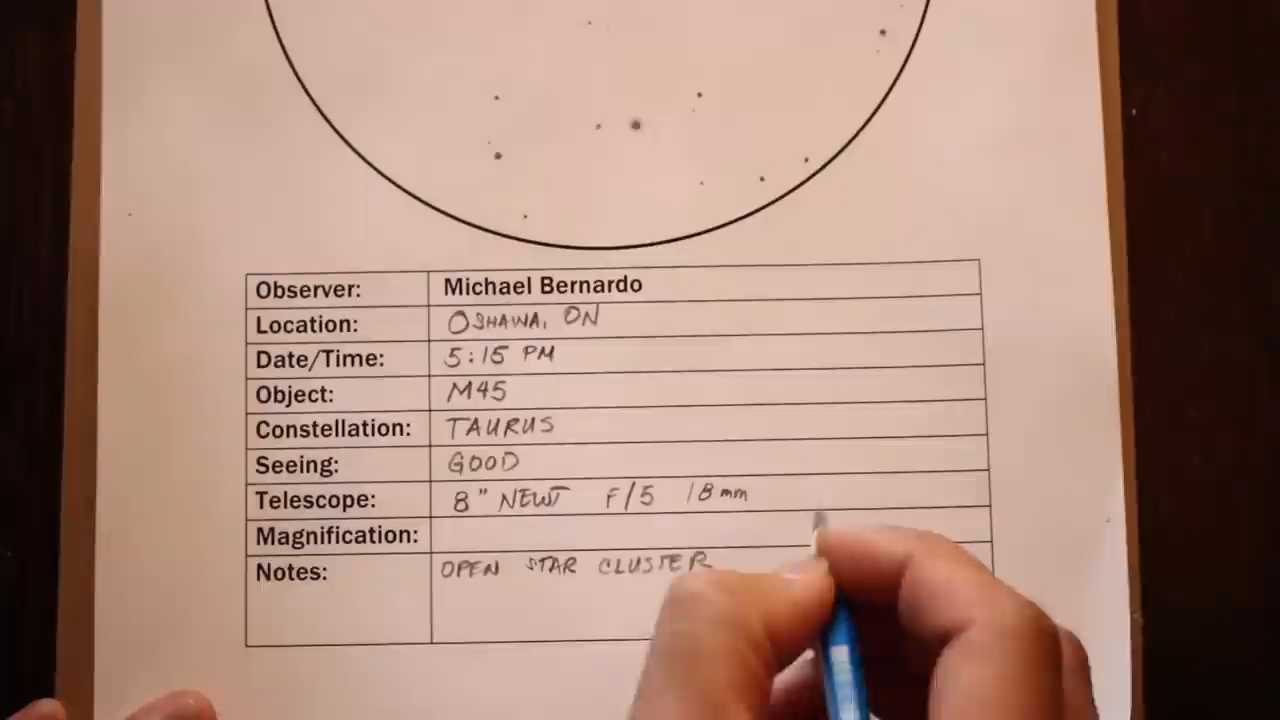 Observer: Michael Bernardo
Location: OSHAWA, ON
Date/Time: 5:15 PM
Object: M45
Constellation: TAURUS
Seeing: GOOD
Telescope: 8" NEWT F/5 18mm
Magnification:
Notes: OPEN STAR CLUSTER